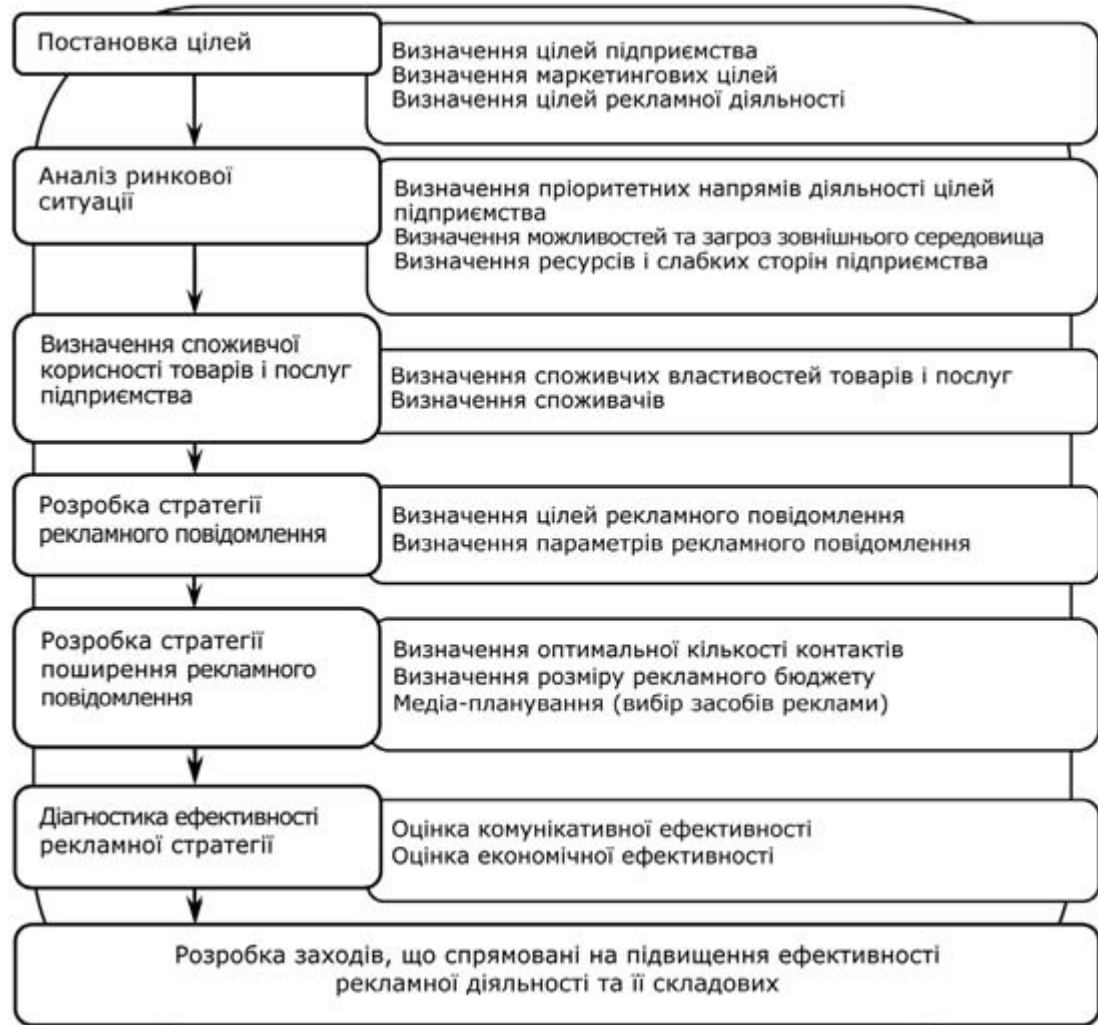 Постановка цілей
Визначення цілей підприємства
Визначення маркетингових цілей
Визначення цілей рекламної діяльності
Аналіз ринкової
ситуації
Визначення пріоритетних напрямів діяльності цілей
підприємства
Визначення можливостей та загроз зовнішнього середовища
Визначення ресурсів і слабких сторін підприємства
Визначення споживчої
корисності товарів і послуг
підприємства
Визначення споживчих властивостей товарів і послуг
Визначення споживачів
Розробка стратегії
рекламного повідомлення
Визначення цілей рекламного повідомлення
Визначення параметрів рекламного повідомлення
Розробка стратегії
поширення рекламного
повідомлення
Визначення оптимальної кількості контактів
Визначення розміру рекламного бюджету
Медіа-планування (вибір засобів реклами)
Діагностика ефективності
рекламної стратегії
Оцінка комунікативної ефективності
Оцінка економічної ефективності
Розробка заходів, що спрямовані на підвищення ефективності
рекламної діяльності та її складових